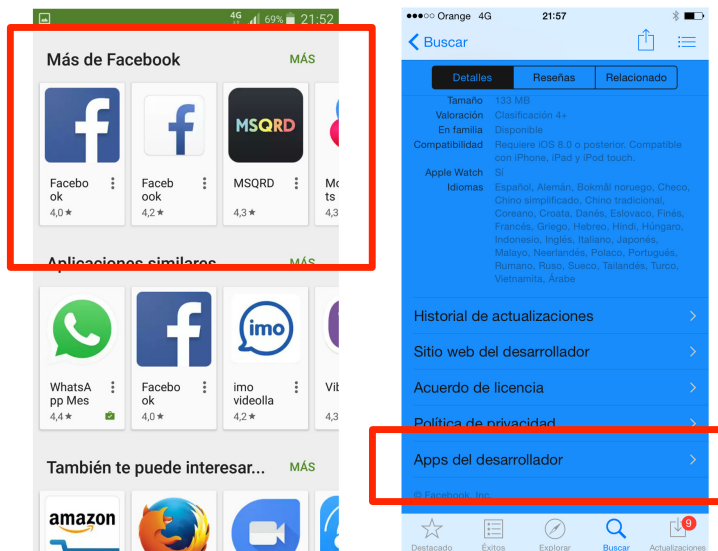 4G 69% 21:52
Más de Facebook MÁS
MSQRD
Facebo
ok
4,0★
Faceb
ook
4,2★
MSQRD
4,3★
Mo
ts
4,3
Aplicaciones similares MÁS
imo
WhatsA
pp Mes
4,4★
Facebo
ok
4,0★
imo
videolla
4,2★
Vib
4,3
También te puede interesar... MÁS
amazon
Orange 4G 21:57
Buscar
Detalles Reseñas Relacionado
Tamaño 133 MB
Valoración Clasificación 4+
En familia Disponible
Compatibilidad Requiere iOS 8.0 o posterior. Compatible
con iPhone, iPad y iPod touch.
Apple Watch Sí
Idiomas Español, Alemán, Bokmål noruego, Checo,
Chino simplificado, Chino tradicional,
Coreano, Croata, Danés, Eslovaco, Finés,
Francés, Griego, Hebreo, Hindi, Húngaro,
Indonesio, Inglés, Italiano, Japonés,
Malayo, Neerlandés, Polaco, Portugués,
Rumano, Ruso, Sueco, Tailandés, Turco,
Vietnamita, Árabe
Historial de actualizaciones
Sitio web del desarrollador
Acuerdo de licencia
Política de privacidad
Apps del desarrollador
© Facebook, Inc.
9
Destacado Éxitos Explorar Buscar Actualizaciones